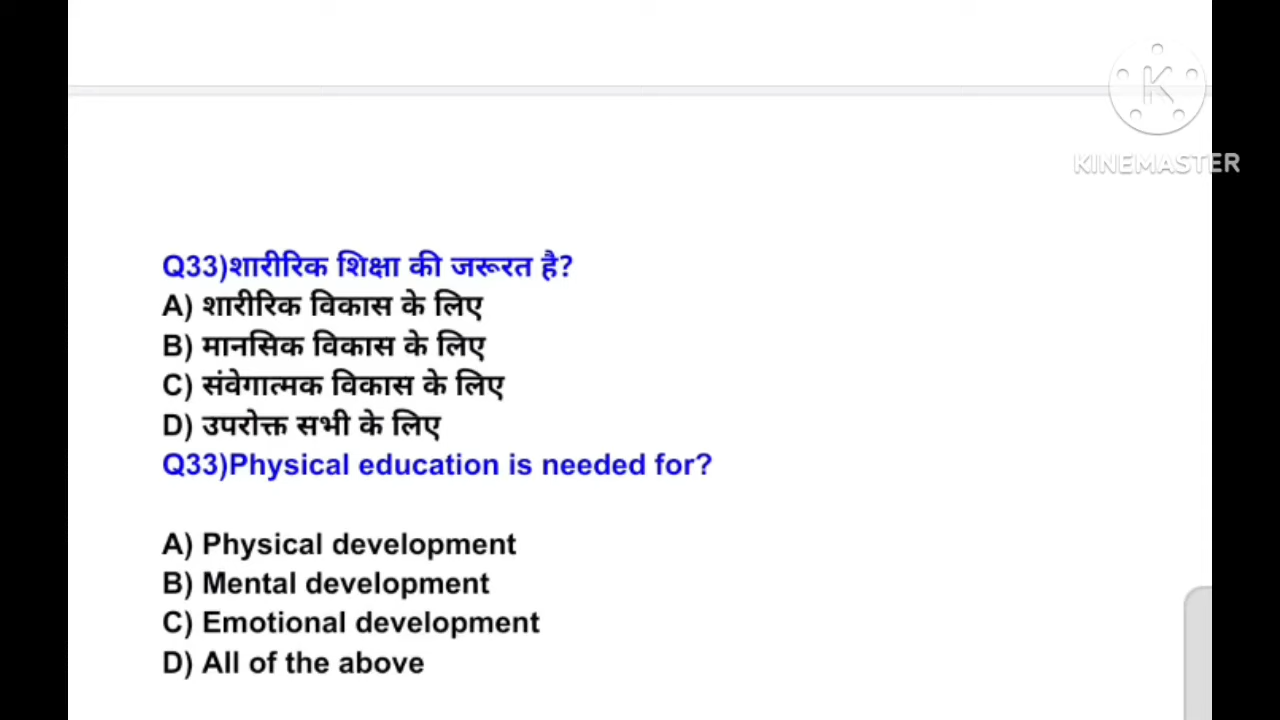 KINEMASTER
Q33)शारीरिक शिक्षा की जरूरत है?
A) शारीरिक विकास के लिए
B) मानसिक विकास के लिए
C) संवेगात्मक विकास के लिए
D) उपरोक्त सभी के लिए
Q33)Physical education is needed for?
A) Physical development
B) Mental development
C) Emotional development
D) All of the above